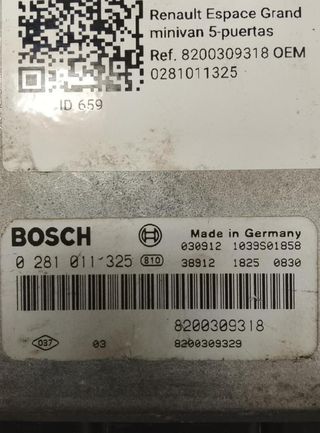 Renault Espace Grand
minivan 5-puertas
Ref. 8200309318 OEM
0281011325
ID 659
BOSCH
Made in Germany
030912 1039S01858
0 281 011 325 810
38912 1825 0830
8200309318
037 03 8200309329